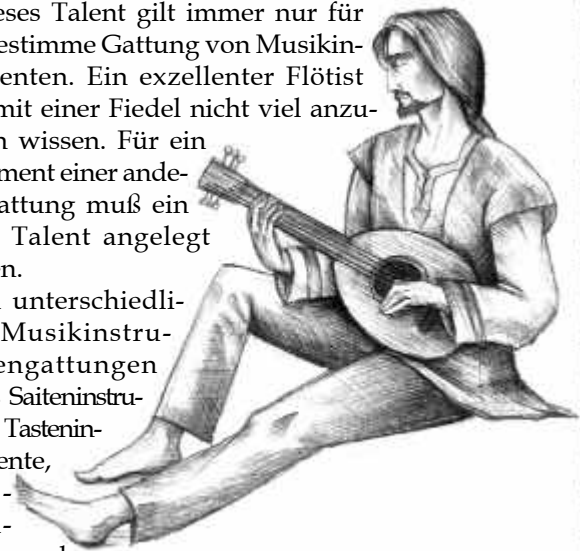 eses Talent gilt immer nur für
estimme Gattung von Musikin-
enten. Ein exzellenter Flötist
mit einer Fiedel nicht viel anzu-
n wissen. Für ein
ment einer ande-
attung muß ein
Talent angelegt
en.
unterschiedli-
Musikinstru-
engattungen
Saiteninstru-
Tastenin-
ente,
-
-